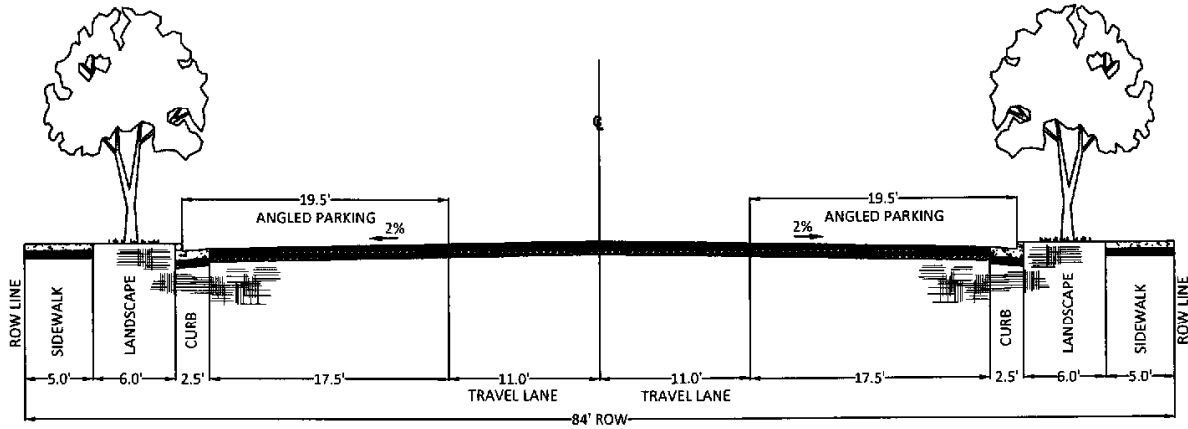 ℄
19.5'
19.5'
ANGLED PARKING
ANGLED PARKING
2%
2%
ROW LINE
SIDEWALK
LANDSCAPE
CURB
CURB
LANDSCAPE
SIDEWALK
ROW LINE
5.0'
6.0'
2.5'
17.5'
11.0'
11.0'
17.5'
2.5'
6.0'
5.0'
TRAVEL LANE
TRAVEL LANE
84' ROW